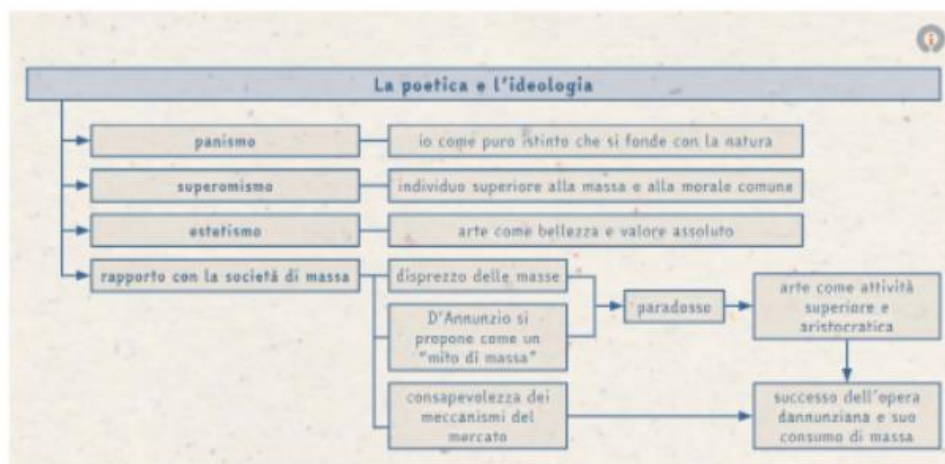 La poetica e l'ideologia
panismo
io come puro istinto che si fonde con la natura
superomismo
individuo superiore alla massa e alla morale comune
estetismo
arte come bellezza e valore assoluto
rapporto con la società di massa
disprezzo delle masse
D'Annunzio si
propone come un
"mito di massa"
consapevolezza dei
meccanismi del
mercato
paradosso
arte come attività
superiore e
aristocratica
successo dell'opera
dannunziana e suo
consumo di massa